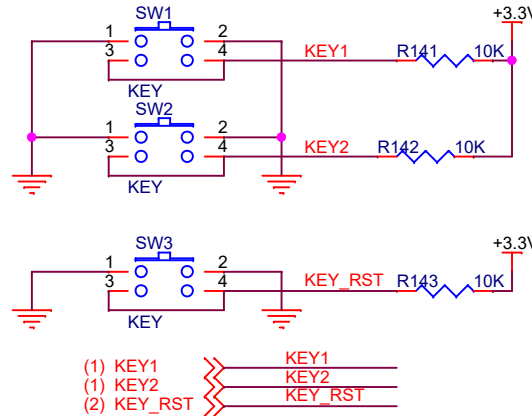 SW1
+3.3V
1 2
3 4
KEY1 R141 10K
KEY
SW2
1 2
3 4
KEY2 R142 10K
KEY
SW3
+3.3V
1 2
3 4
KEY_RST R143 10K
KEY
(1) KEY1 KEY1
(1) KEY2 KEY2
(2) KEY_RST KEY_RST